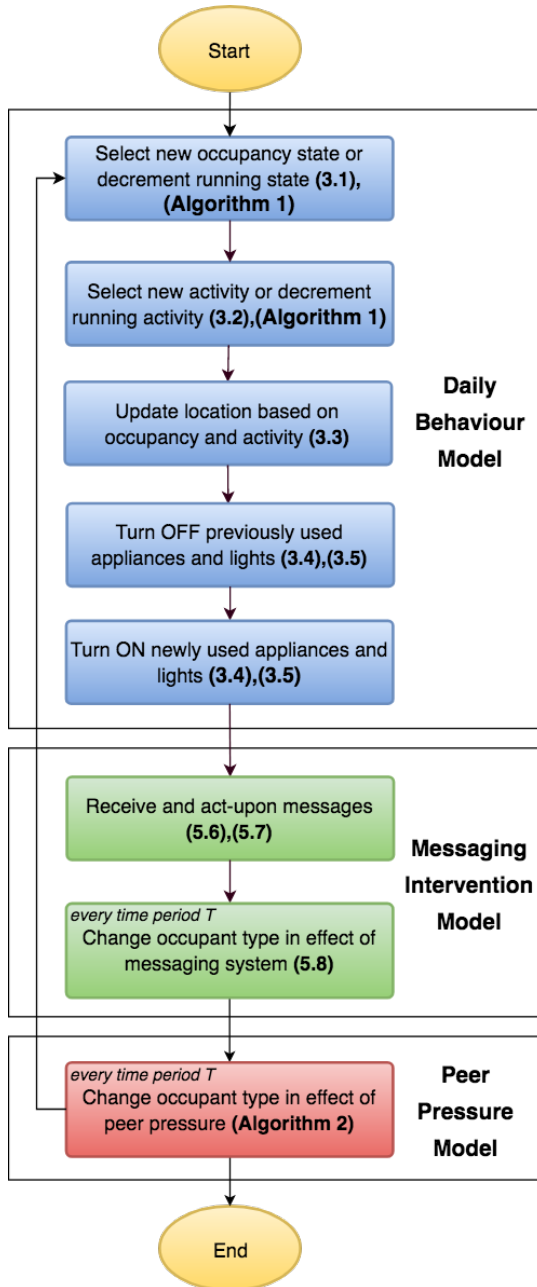 Start
Select new occupancy state or
decrement running state (3.1),
(Algorithm 1)
Select new activity or decrement
running activity (3.2),(Algorithm 1)
Update location based on
occupancy and activity (3.3)
Daily
Behaviour
Model
Turn OFF previously used
appliances and lights (3.4),(3.5)
Turn ON newly used appliances and
lights (3.4),(3.5)
Receive and act-upon messages
(5.6),(5.7)
Messaging
Intervention
Model
every time period T
Change occupant type in effect of
messaging system (5.8)
every time period T
Change occupant type in effect of
peer pressure (Algorithm 2)
Peer
Pressure
Model
End